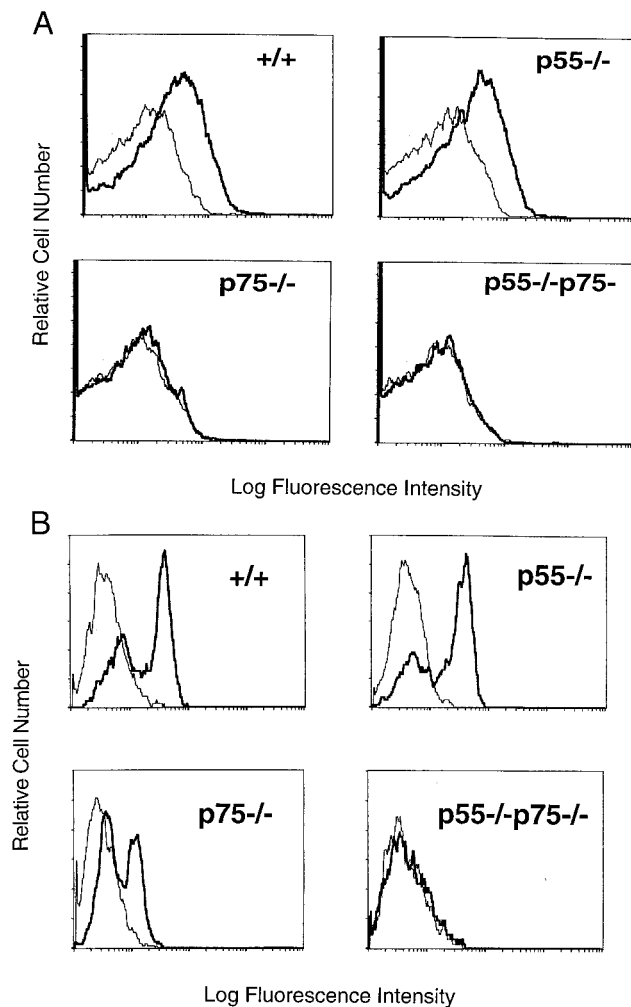 A
+/+
p55-/-
p75-/-
p55-/-p75-
Relative Cell NUmber
Log Fluorescence Intensity
B
+/+
p55-/-
p75-/-
p55-/-p75-/-
Relative Cell Number
Log Fluorescence Intensity